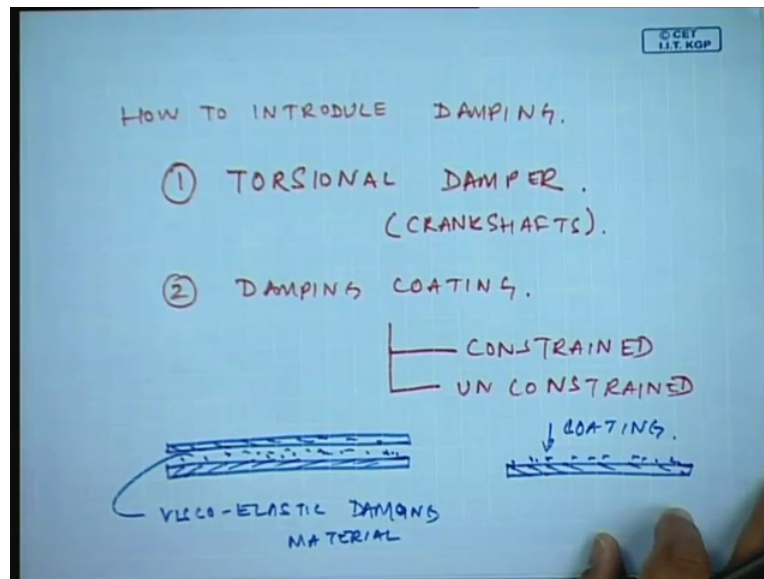 © CET
I.I.T. KGP
HOW TO INTRODULE DAMPING.
① TORSIONAL DAMPER.
(CRANKSHAFTS).
② DAMPING COATING.
CONSTRAINED
UN CONSTRAINED
COATING.
VISCO-ELASTIC DAMPING
MATERIAL